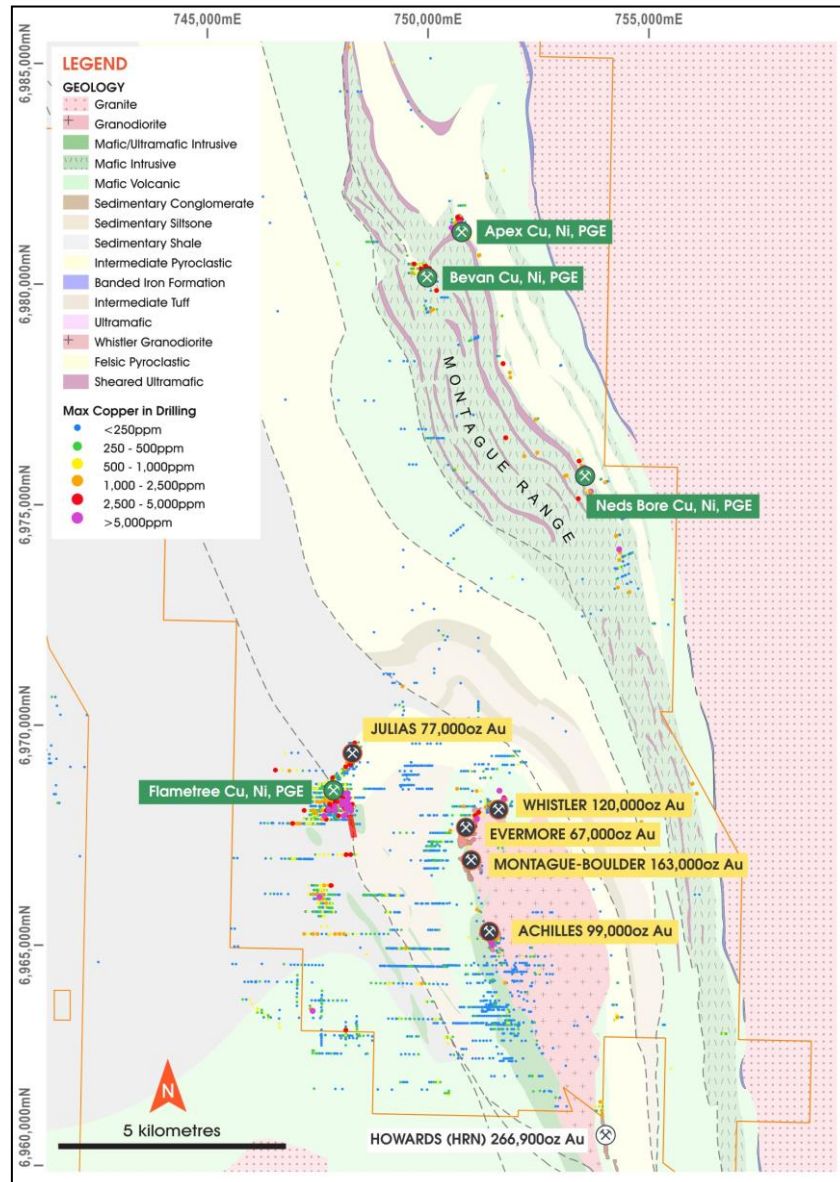 745,000mN
750,000mN
755,000mN
6,985,000mN
6,980,000mN
6,975,000mN
6,970,000mN
6,965,000mN
6,960,000mN
LEGEND
GEOLOGY
Granite
Granodiorite
Mafic/Ultramafic Intrusive
Mafic Intrusive
Mafic Volcanic
Sedimentary Conglomerate
Sedimentary Siltsone
Sedimentary Shale
Intermediate Pyroclastic
Banded Iron Formation
Intermediate Tuff
Ultramafic
Whistler Granodiorite
Felsic Pyroclastic
Sheared Ultramafic
Max Copper in Drilling
<250ppm
250 - 500ppm
500 - 1,000ppm
1,000 - 2,500ppm
2,500 - 5,000ppm
>5,000ppm
Apex Cu, Ni, PGE
Bevan Cu, Ni, PGE
MONTAGUE RANGE
Neds Bore Cu, Ni, PGE
JULIAS 77,000oz Au
Flametree Cu, Ni, PGE
WHISTLER 120,000oz Au
EVERMORE 67,000oz Au
MONTAGUE-BOULDER 163,000oz Au
ACHILLES 99,000oz Au
N
5 kilometres
HOWARDS (HRN) 266,900oz Au